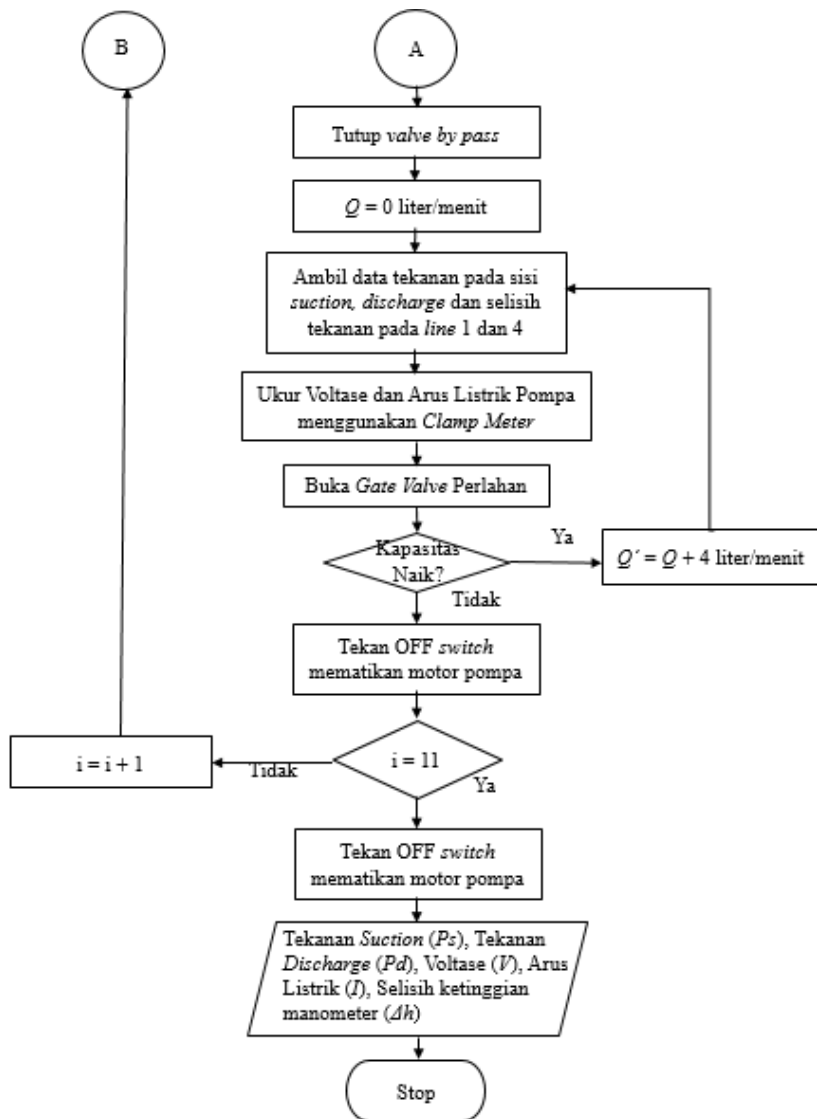 B
A
Tutup valve by pass
Q = 0 liter/menit
Ambil data tekanan pada sisi
suction, discharge dan selisih
tekanan pada line 1 dan 4
Ukur Voltase dan Arus Listrik Pompa
menggunakan Clamp Meter
Buka Gate Valve Perlahan
Kapasitas
Naik?
Ya
Q´ = Q + 4 liter/menit
Tidak
Tekan OFF switch
mematikan motor pompa
i = 11
Tidak
i = i + 1
Ya
Tekan OFF switch
mematikan motor pompa
Tekanan Suction (Ps), Tekanan
Discharge (Pd), Voltase (V), Arus
Listrik (I), Selisih ketinggian
manometer (Δh)
Stop